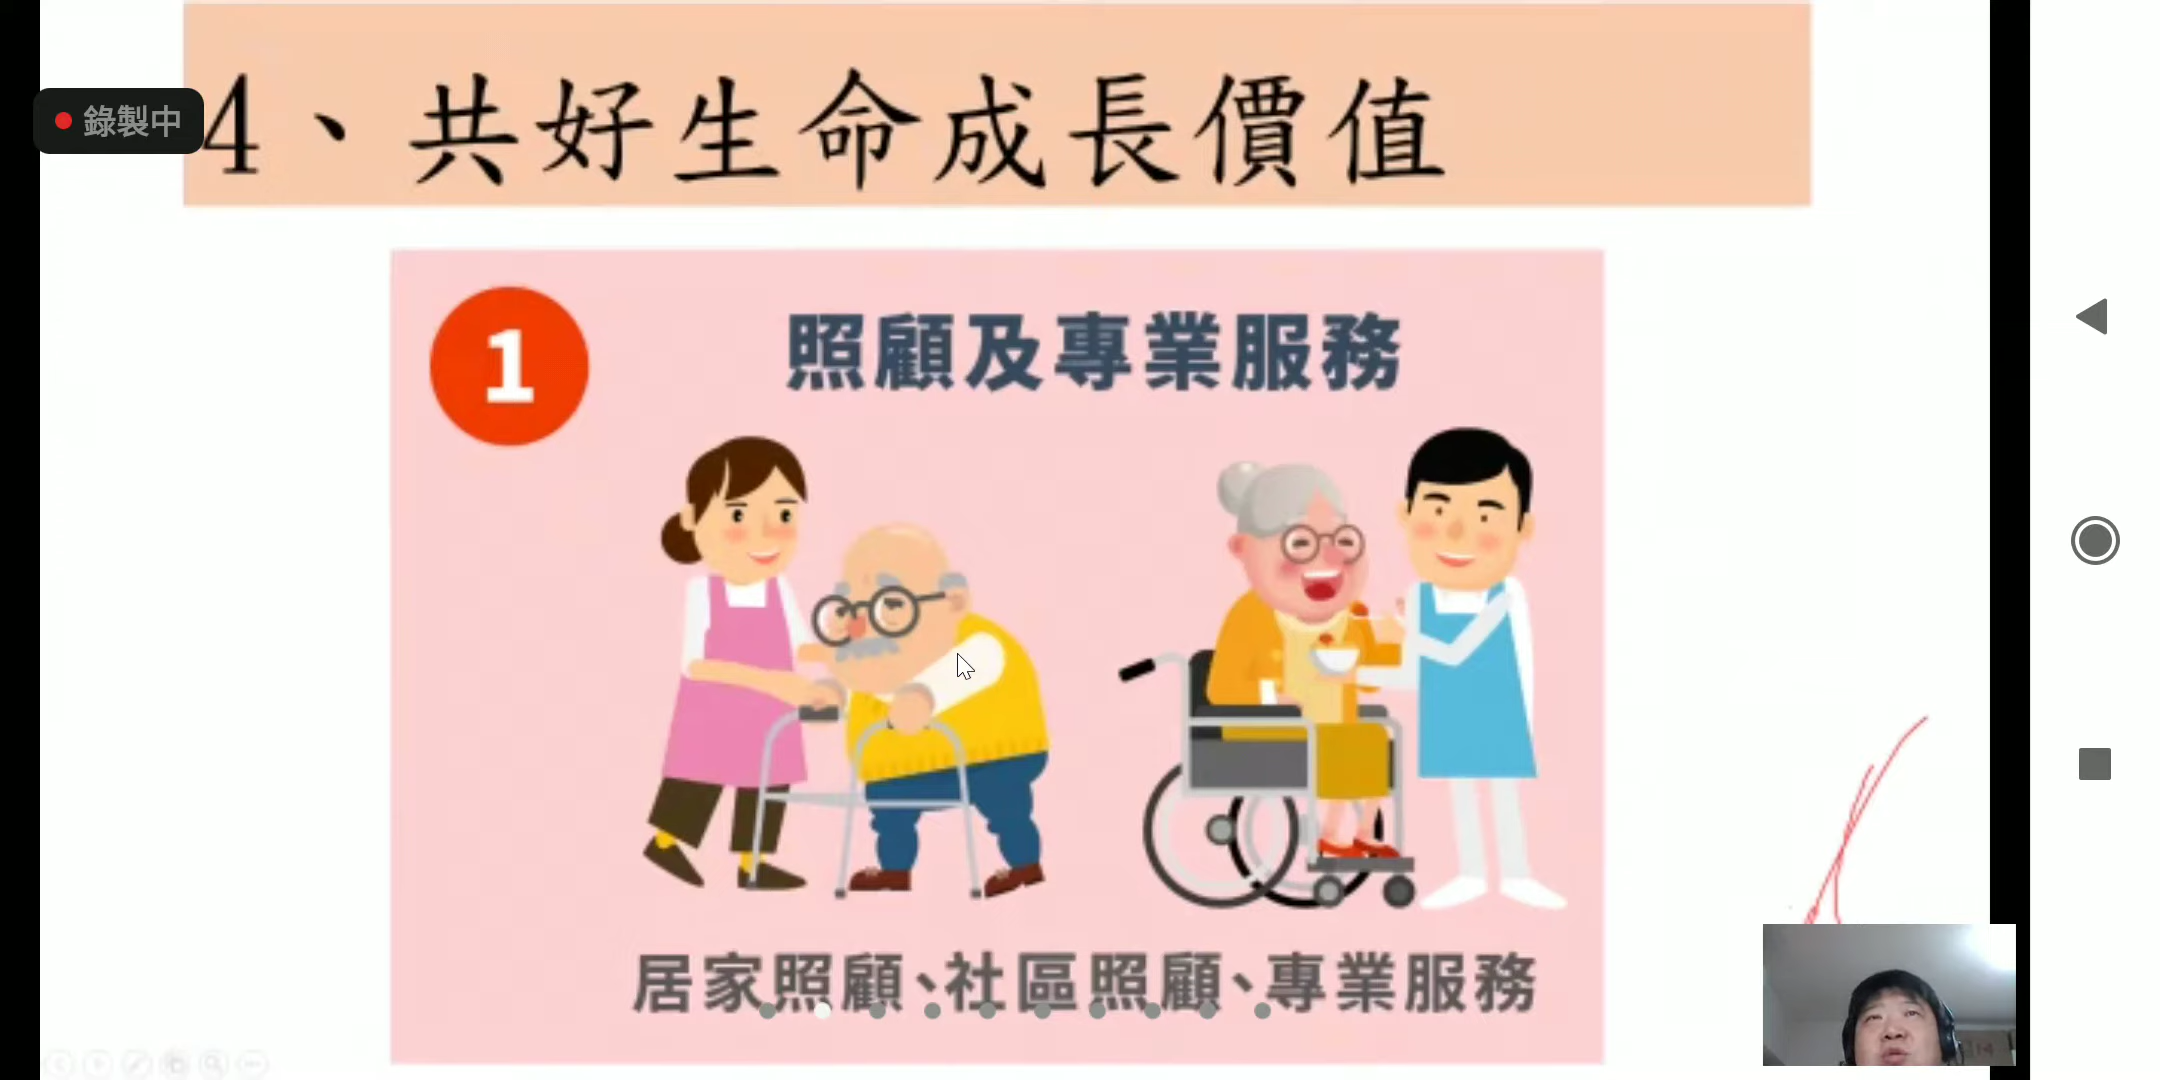 4、共好生命成長價值
錄製中
1
照顧及專業服務
居家照顧、社區照顧、專業服務